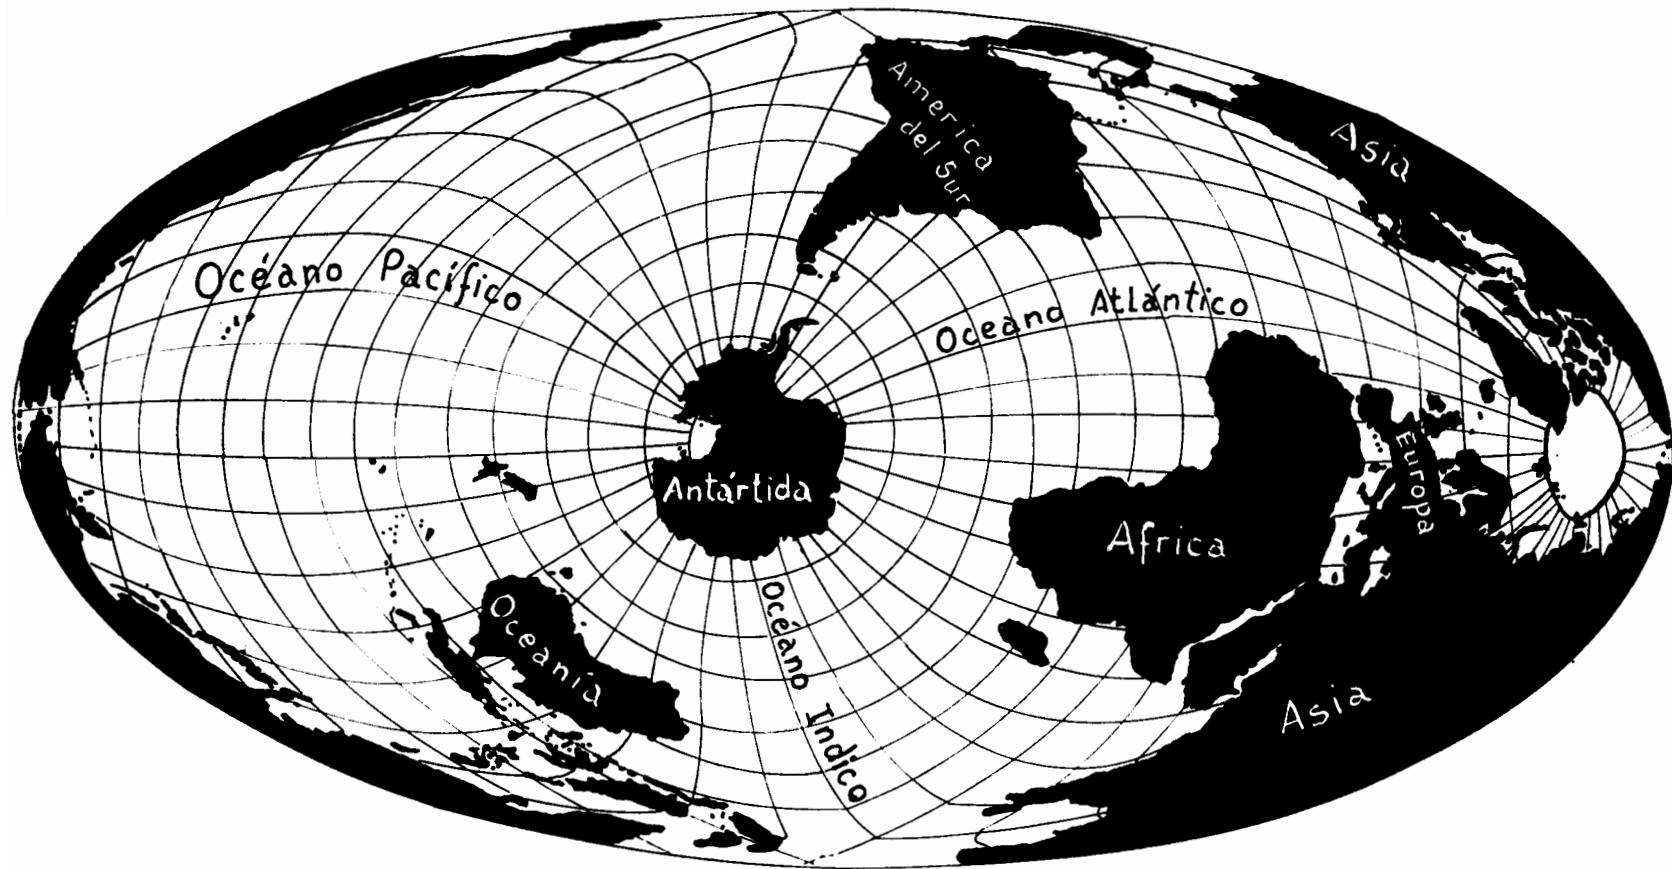 America
del Sur
Asia
Océano Pacífico
Oceano Atlántico
Europa
Antártida
Africa
Oceanía
Océano Indico
Asia